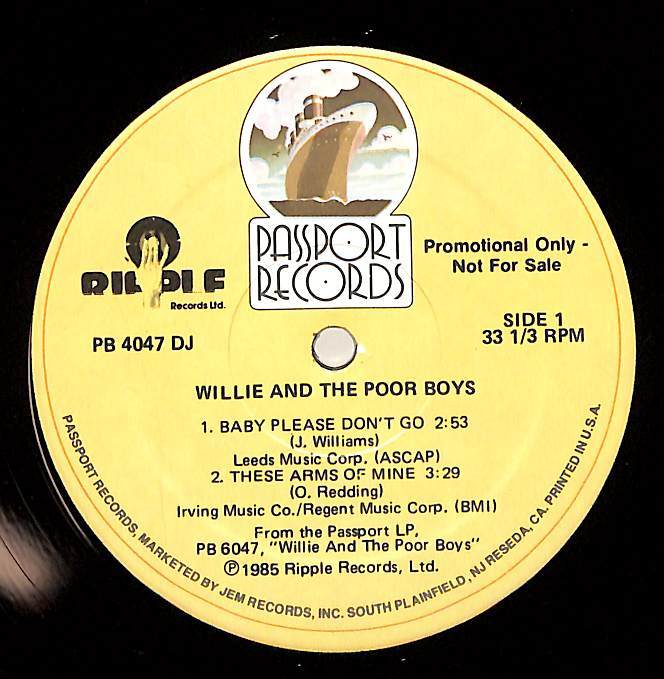 PASSPORT
RECORDS
Promotional Only -
Not For Sale
RIPPLE
Records Ltd.
PB 4047 DJ
SIDE 1
33 1/3 RPM
WILLIE AND THE POOR BOYS
1. BABY PLEASE DON'T GO 2:53
(J. Williams)
Leeds Music Corp. (ASCAP)
2. THESE ARMS OF MINE 3:29
(O. Redding)
Irving Music Co./Regent Music Corp. (BMI)
From the Passport LP,
PB 6047, "Willie And The Poor Boys"
Ⓟ1985 Ripple Records, Ltd.
PASSPORT RECORDS, MARKETED BY JEM RECORDS, INC. SOUTH PLAINFIELD, NJ RESEDA, CA. PRINTED IN U.S.A.